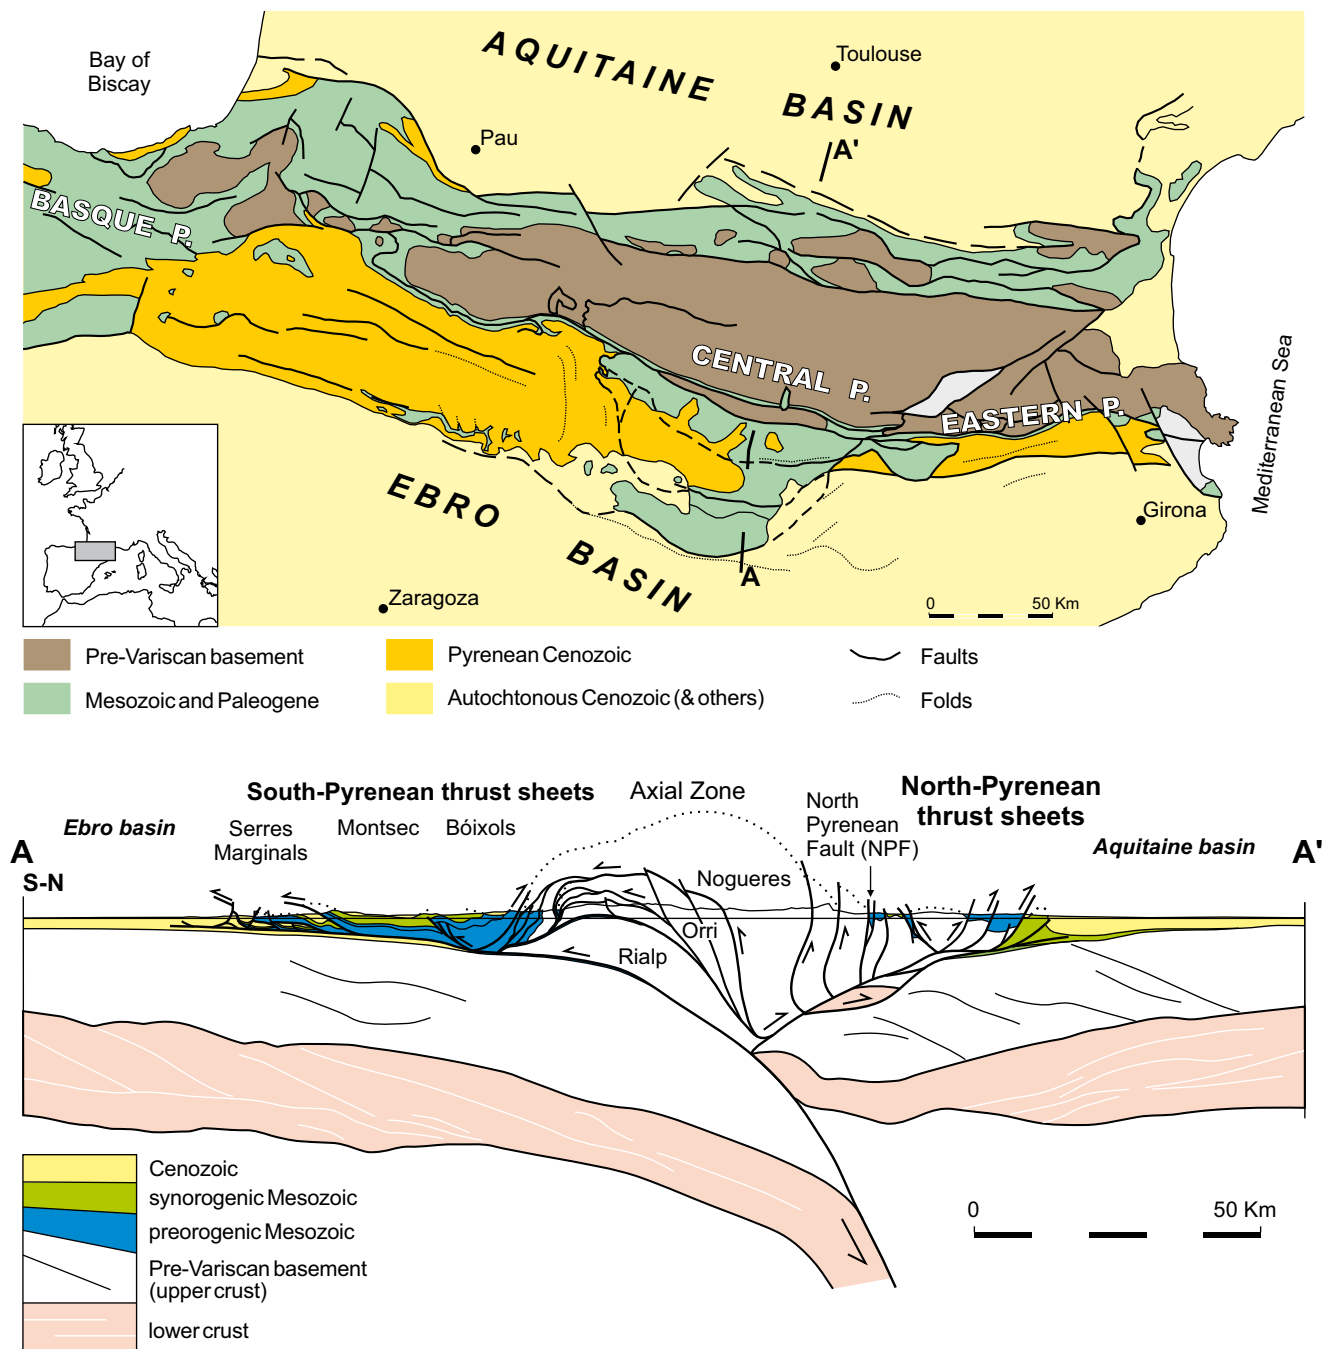 Bay of
Biscay
AQUITAINE
BASIN
Toulouse
A'
Pau
BASQUE P.
CENTRAL P.
EASTERN P.
Mediterranean Sea
EBRO
BASIN
Girona
A
Zaragoza
0 50 Km
Pre-Variscan basement
Pyrenean Cenozoic
Faults
Mesozoic and Paleogene
Autochtonous Cenozoic (& others)
Folds
South-Pyrenean thrust sheets
Axial Zone
North
Pyrenean
Fault (NPF)
North-Pyrenean
thrust sheets
Ebro basin
Serres
Marginals
Montsec
Bóixols
Aquitaine basin
A
A'
S-N
Nogueres
Orri
Rialp
Cenozoic
synorogenic Mesozoic
preorogenic Mesozoic
Pre-Variscan basement
(upper crust)
lower crust
0 50 Km